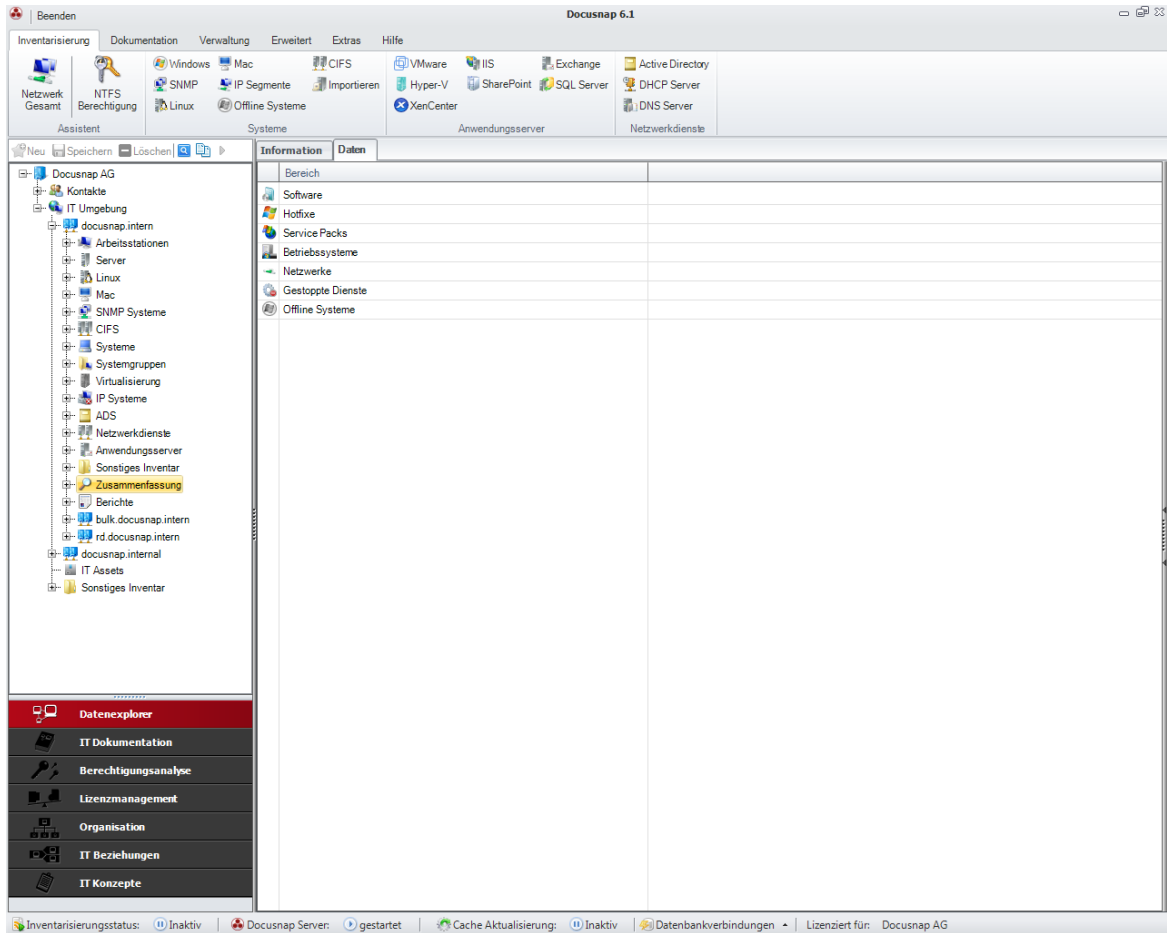 Beenden
Docusnap 6.1
Inventarisierung Dokumentation Verwaltung Erweitert Extras Hilfe
Netzwerk Gesamt
NTFS Berechtigung
Assistent
Windows Mac CIFS
SNMP IP Segmente Importieren
Linux Offline Systeme
Systeme
VMware IIS Exchange
Hyper-V SharePoint SQL Server
XenCenter
Anwendungsserver
Active Directory
DHCP Server
DNS Server
Netzwerkdienste
Neu Speichern Löschen
Docusnap AG
Kontakte
IT Umgebung
docusnap.intern
Arbeitsstationen
Server
Linux
Mac
SNMP Systeme
CIFS
Systeme
Systemgruppen
Virtualisierung
IP Systeme
ADS
Netzwerkdienste
Anwendungsserver
Sonstiges Inventar
Zusammenfassung
Berichte
bulk.docusnap.intern
rd.docusnap.intern
docusnap.internal
IT Assets
Sonstiges Inventar
Datenexplorer
IT Dokumentation
Berechtigungsanalyse
Lizenzmanagement
Organisation
IT Beziehungen
IT Konzepte
Information Daten
Bereich
Software
Hotfixe
Service Packs
Betriebssysteme
Netzwerke
Gestoppte Dienste
Offline Systeme
Inventarisierungsstatus: Inaktiv Docusnap Server: gestartet Cache Aktualisierung: Inaktiv Datenbankverbindungen Lizenziert für: Docusnap AG